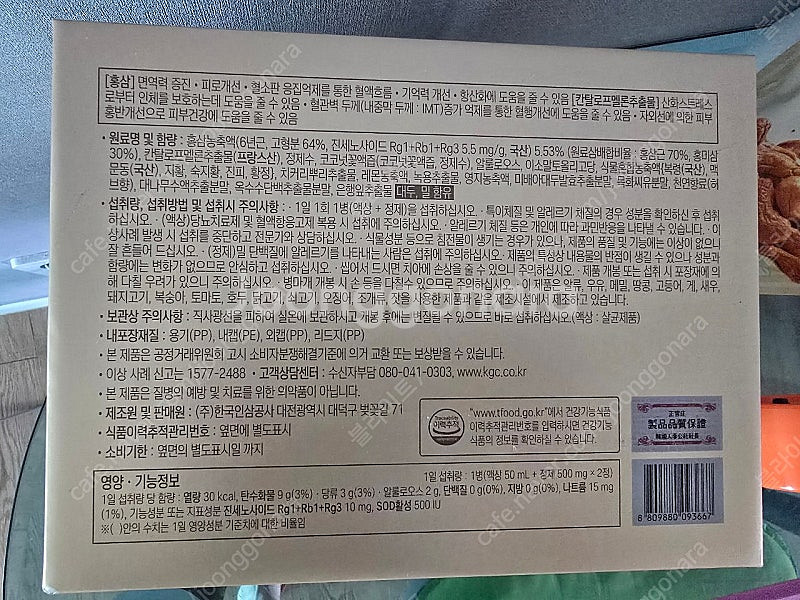 [홍삼] 면역력 증진 • 피로개선 • 혈소판 응집억제를 통한 혈액흐름 • 기억력 개선 • 항산화에 도움을 줄 수 있음 [칸탈로프멜론추출물] 산화스트레스
로부터 인체를 보호하는데 도움을 줄 수 있음 • 혈관벽 두께(내중막 두께 : IMT)증가 억제를 통한 혈행개선에 도움을 줄 수 있음 • 자외선에 의한 피부
홍반개선으로 피부건강에 도움을 줄 수 있음
• 원료명 및 함량 : 홍삼농축액(6년근, 고형분 64%, 진세노사이드 Rg1+Rb1+Rg3 5.5 mg/g, 국산) 5.53% (원료삼배합비율 : 홍삼근 70%, 홍미삼
30%), 칸탈로프멜론추출물(프랑스산), 정제수, 코코넛꽃액즙(코코넛꽃액즙, 정제수), 알룰로오스, 이소말토올리고당, 식물혼합농축액(복령(국산), 맥
문동(국산), 지황, 숙지황, 진피, 황정), 치커리뿌리추출물, 레몬농축액, 녹용추출물, 영지농축액, 미배아대두발효추출물, 록화씨유분말, 천연향료(허
브향), 대나무수액추출분말, 옥수수단백추출물분말, 은행잎추출물 대두, 밀 함유
• 섭취량, 섭취방법 및 섭취시 주의사항 : • 1일 1회 1병(액상 + 정제)을 섭취하십시오. • 특이체질 및 알레르기 체질의 경우 성분을 확인하신 후 섭취
하십시오. • (액상)당뇨치료제 및 혈액항응고제 복용 시 섭취에 주의하십시오. • 알레르기 체질 등은 개인에 따라 과민반응을 나타낼 수 있습니다. • 이
상사례 발생 시 섭취를 중단하고 전문가와 상담하십시오. • 식물성분 등으로 침전물이 생기는 경우가 있으나, 제품의 품질 및 기능에는 이상이 없으니
잘 흔들어 드십시오. • (정제)밀 단백질에 알레르기를 나타내는 사람은 섭취에 주의하십시오. • 제품의 특성상 내용물의 반점이 생길 수 있으나 성분과
함량에는 변화가 없으므로 안심하고 섭취하십시오. • 씹어서 드시면 치아에 손상을 줄 수 있으니 주의하십시오. • 제품 개봉 또는 섭취 시 포장재에 의
해 다칠 우려가 있으니 주의하십시오. • 병마개 개봉 시 손 등을 다칠 수 있으므로 주의하십시오. • 이 제품은 알류, 우유, 메밀, 땅콩, 고등어, 게, 새우,
돼지고기, 복숭아, 토마토, 호두, 닭고기, 쇠고기, 오징어, 조개류, 잣을 사용한 제품과 같은 제조시설에서 제조하고 있습니다.
• 보관상 주의사항 : 직사광선을 피하여 실온에 보관하시고 개봉 후에는 변질될 수 있으므로 바로 섭취하십시오.(액상 : 살균제품)
• 내포장재질 : 용기(PP), 내캡(PE), 외캡(PP), 리드지(PP)
• 본 제품은 공정거래위원회 고시 소비자분쟁해결기준에 의거 교환 또는 보상받을 수 있습니다.
• 이상 사례 신고는 1577-2488 • 고객상담센터 : 수신자부담 080-041-0303, www.kgc.co.kr
• 본 제품은 질병의 예방 및 치료를 위한 의약품이 아닙니다.
• 제조원 및 판매원 : (주)한국인삼공사 대전광역시 대덕구 벚꽃길 71
• 식품이력추적관리번호 : 옆면에 별도표시
• 소비기한 : 옆면의 별도표시일 까지
Traceability
이력추적
"www.tfood.go.kr"에서 건강기능식품
이력추적관리번호를 입력하시면 건강기능
식품의 정보를 확인하실 수 있습니다.
正官庄
製品品質保證
韓國人蔘公社社長
영양 • 기능정보
1일 섭취량 : 1병(액상 50 mL + 정제 500 mg × 2정)
1일 섭취량 당 함량 : 열량 30 kcal, 탄수화물 9 g(3%) • 당류 3 g(3%) • 알룰로오스 2 g, 단백질 0 g(0%), 지방 0 g(0%), 나트륨 15 mg
(1%), 기능성분 또는 지표성분 진세노사이드 Rg1+Rb1+Rg3 10 mg, SOD활성 500 IU
※( )안의 수치는 1일 영양성분 기준치에 대한 비율임
8 809880 093667
cafe.naver.com/joonggonara